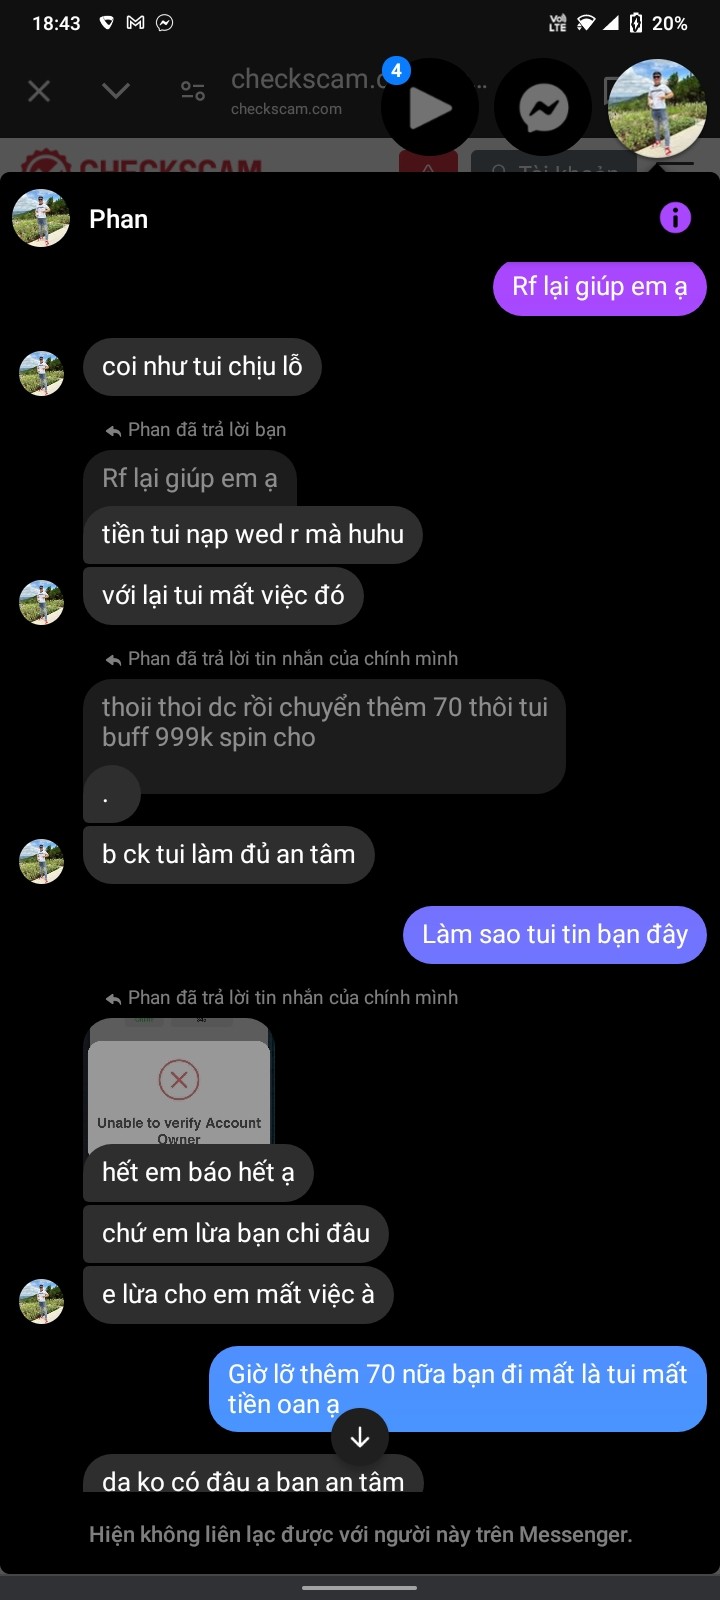 18:43
VoLTE
20%
checkscam.c
...
checkscam.com
4
CHECKSCAM
Tài khoản
Phan
Rf lại giúp em ạ
coi như tui chịu lỗ
Phan đã trả lời bạn
Rf lại giúp em ạ
tiền tui nạp wed r mà huhu
với lại tui mất việc đó
Phan đã trả lời tin nhắn của chính mình
thoii thoi dc rồi chuyển thêm 70 thôi tui
buff 999k spin cho
.
b ck tui làm đủ an tâm
Làm sao tui tin bạn đây
Phan đã trả lời tin nhắn của chính mình
Unable to verify Account
Owner
hết em báo hết ạ
chứ em lừa bạn chi đâu
e lừa cho em mất việc à
Giờ lỡ thêm 70 nữa bạn đi mất là tui mất
tiền oan ạ
dạ ko có đâu ạ bạn an tâm
Hiện không liên lạc được với người này trên Messenger.